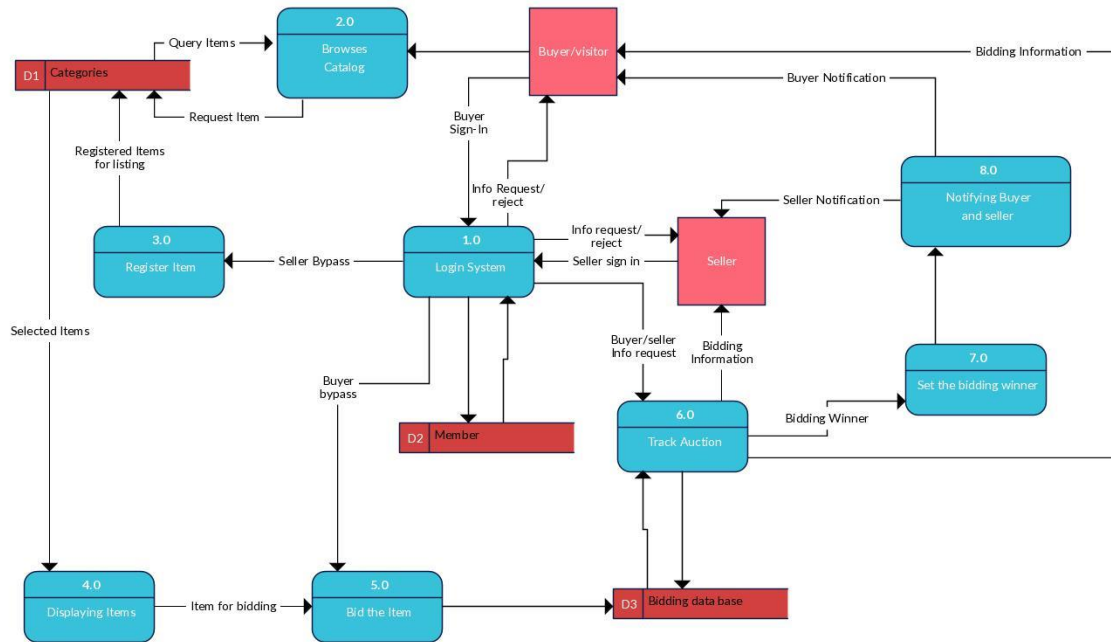 2.0
Browses
Catalog
Query Items
D1
Categories
Request Item
Buyer/visitor
Bidding Information
Buyer Notification
Buyer
Sign-In
Registered Items
for listing
Info Request/
reject
8.0
Notifying Buyer
and seller
Seller Notification
3.0
Register Item
Seller Bypass
1.0
Login System
Info request/
reject
Seller sign in
Seller
Selected Items
Buyer/seller
Info request
Bidding
Information
7.0
Set the bidding winner
Buyer
bypass
6.0
Track Auction
Bidding Winner
D2
Member
4.0
Displaying Items
Item for bidding
5.0
Bid the Item
D3
Bidding data base